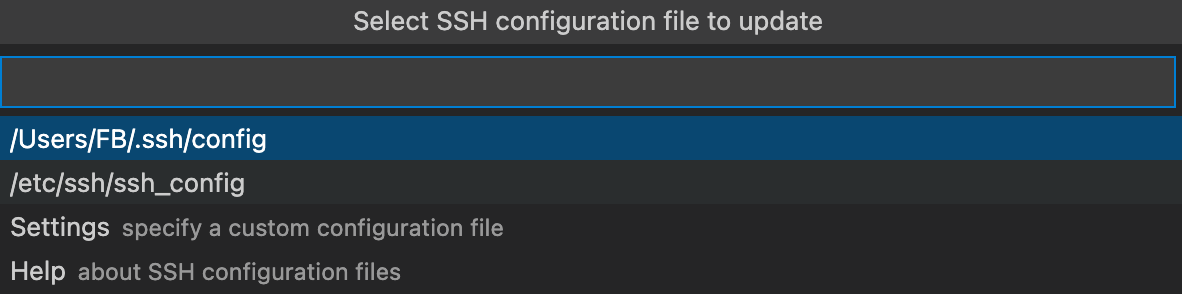 Select SSH configuration file to update
/Users/FB/.ssh/config
/etc/ssh/ssh_config
Settings specify a custom configuration file
Help about SSH configuration files